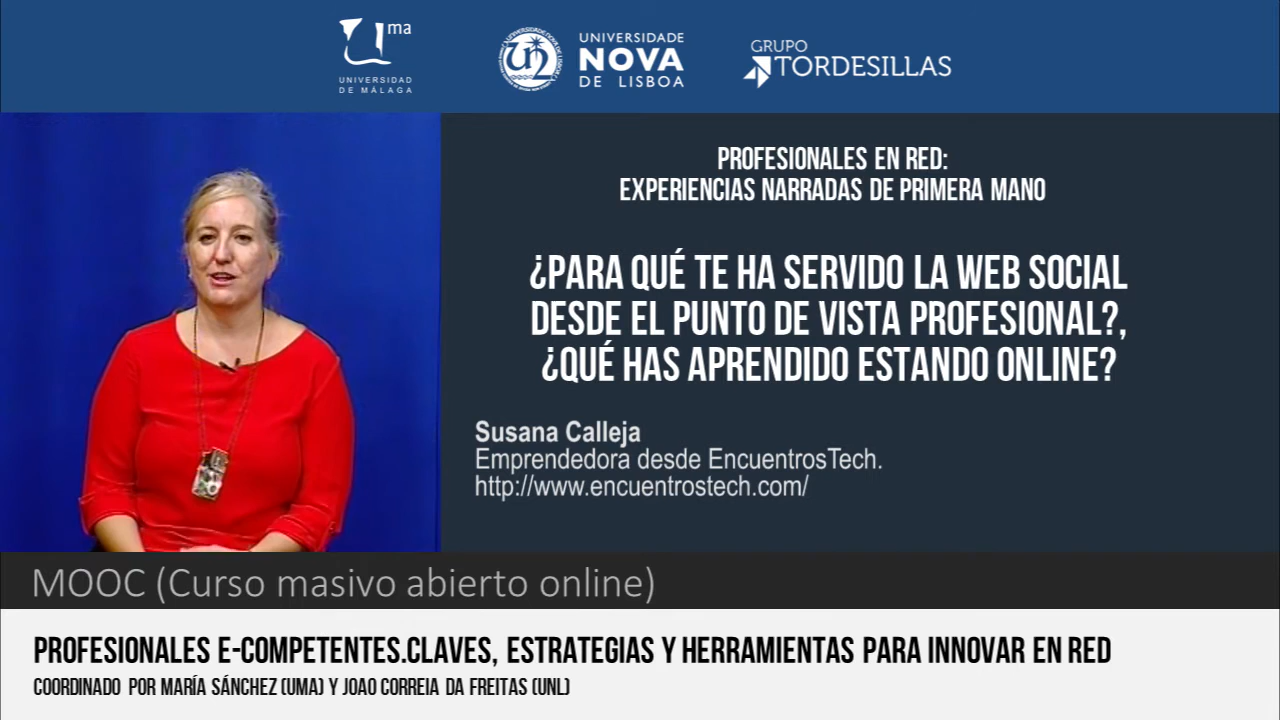 uma
UNIVERSIDAD
DE MÁLAGA
UNIVERSIDADE
NOVA
DE LISBOA
GRUPO
TORDESILLAS
PROFESIONALES EN RED:
EXPERIENCIAS NARRADAS DE PRIMERA MANO
¿PARA QUÉ TE HA SERVIDO LA WEB SOCIAL
DESDE EL PUNTO DE VISTA PROFESIONAL?,
¿QUÉ HAS APRENDIDO ESTANDO ONLINE?
Susana Calleja
Emprendedora desde EncuentrosTech.
http://www.encuentrostech.com/
MOOC (Curso masivo abierto online)
PROFESIONALES E-COMPETENTES.CLAVES, ESTRATEGIAS Y HERRAMIENTAS PARA INNOVAR EN RED
COORDINADO POR MARÍA SÁNCHEZ (UMA) Y JOAO CORREIA DA FREITAS (UNL)